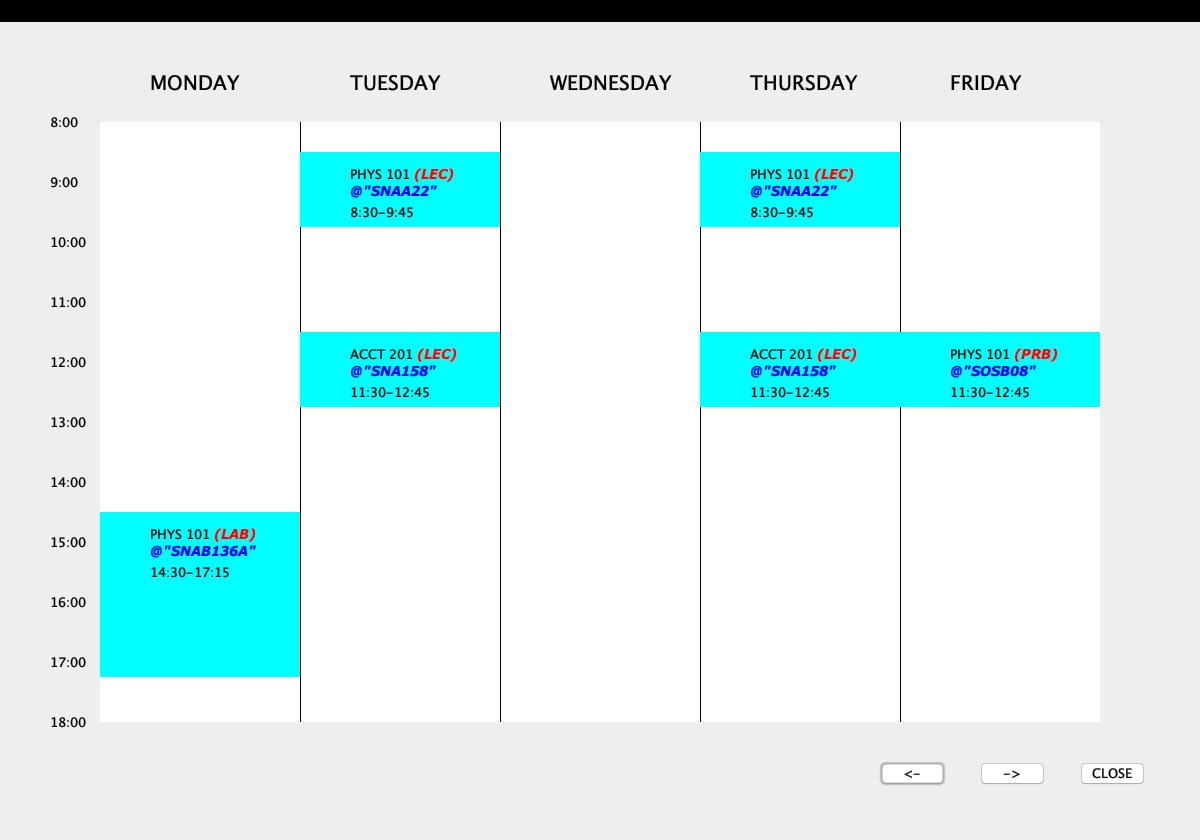 MONDAY TUESDAY WEDNESDAY THURSDAY FRIDAY
8:00
PHYS 101 (LEC) PHYS 101 (LEC)
9:00
@"SNAA22" @"SNAA22"
8:30-9:45 8:30-9:45
10:00
11:00
ACCT 201 (LEC) ACCT 201 (LEC) PHYS 101 (PRB)
12:00
@"SNA158" @"SNA158" @"SOSB08"
11:30-12:45 11:30-12:45 11:30-12:45
13:00
14:00
PHYS 101 (LAB)
15:00
@"SNAB136A"
14:30-17:15
16:00
17:00
18:00
<- -> CLOSE